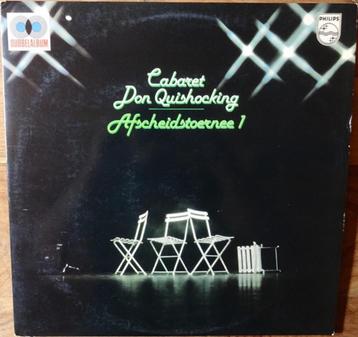 DUBBELALBUM
PHILIPS
Cabaret
Don Quishocking
Afscheidstoernee 1